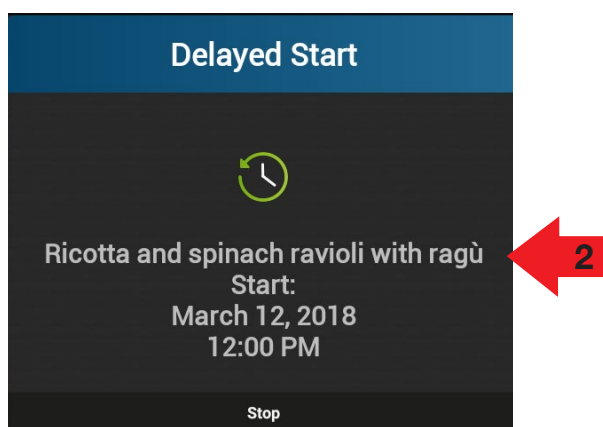 Delayed Start
Ricotta and spinach ravioli with ragù
2
Start:
March 12, 2018
12:00 PM
Stop